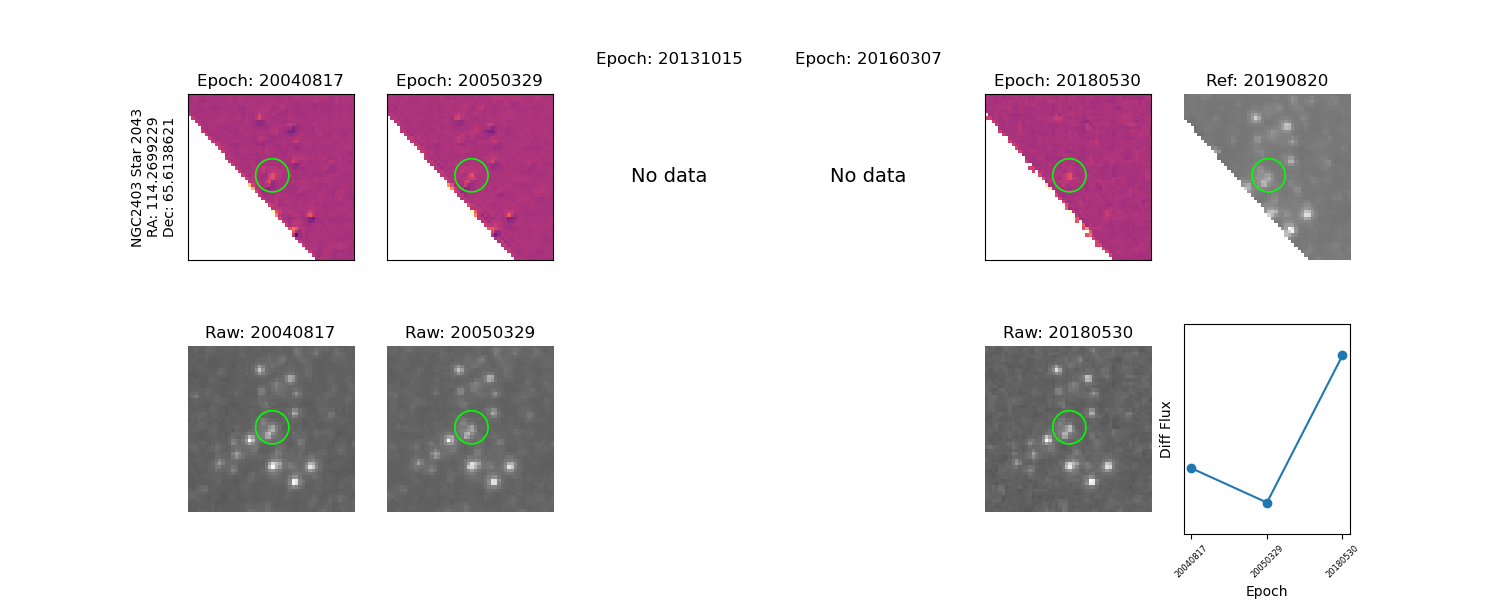 Epoch: 20040817
Epoch: 20050329
Epoch: 20131015
Epoch: 20160307
Epoch: 20180530
Ref: 20190820
NGC2403 Star 2043
RA: 114.2699229
Dec: 65.6138621
No data
No data
Raw: 20040817
Raw: 20050329
Raw: 20180530
Diff Flux
20040817
20050329
20180530
Epoch